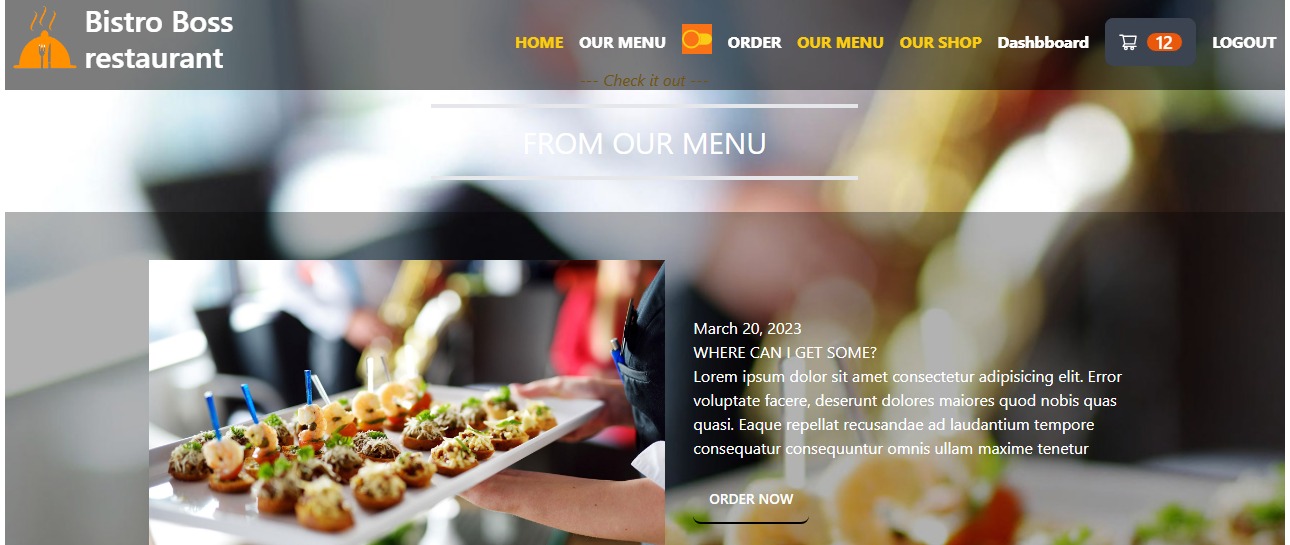 Bistro Boss
restaurant
HOME OUR MENU ORDER OUR MENU OUR SHOP Dashbboard 12 LOGOUT
--- Check it out ---
FROM OUR MENU
March 20, 2023
WHERE CAN I GET SOME?
Lorem ipsum dolor sit amet consectetur adipisicing elit. Error
voluptate facere, deserunt dolores maiores quod nobis quas
quasi. Eaque repellat recusandae ad laudantium tempore
consequatur consequuntur omnis ullam maxime tenetur
ORDER NOW